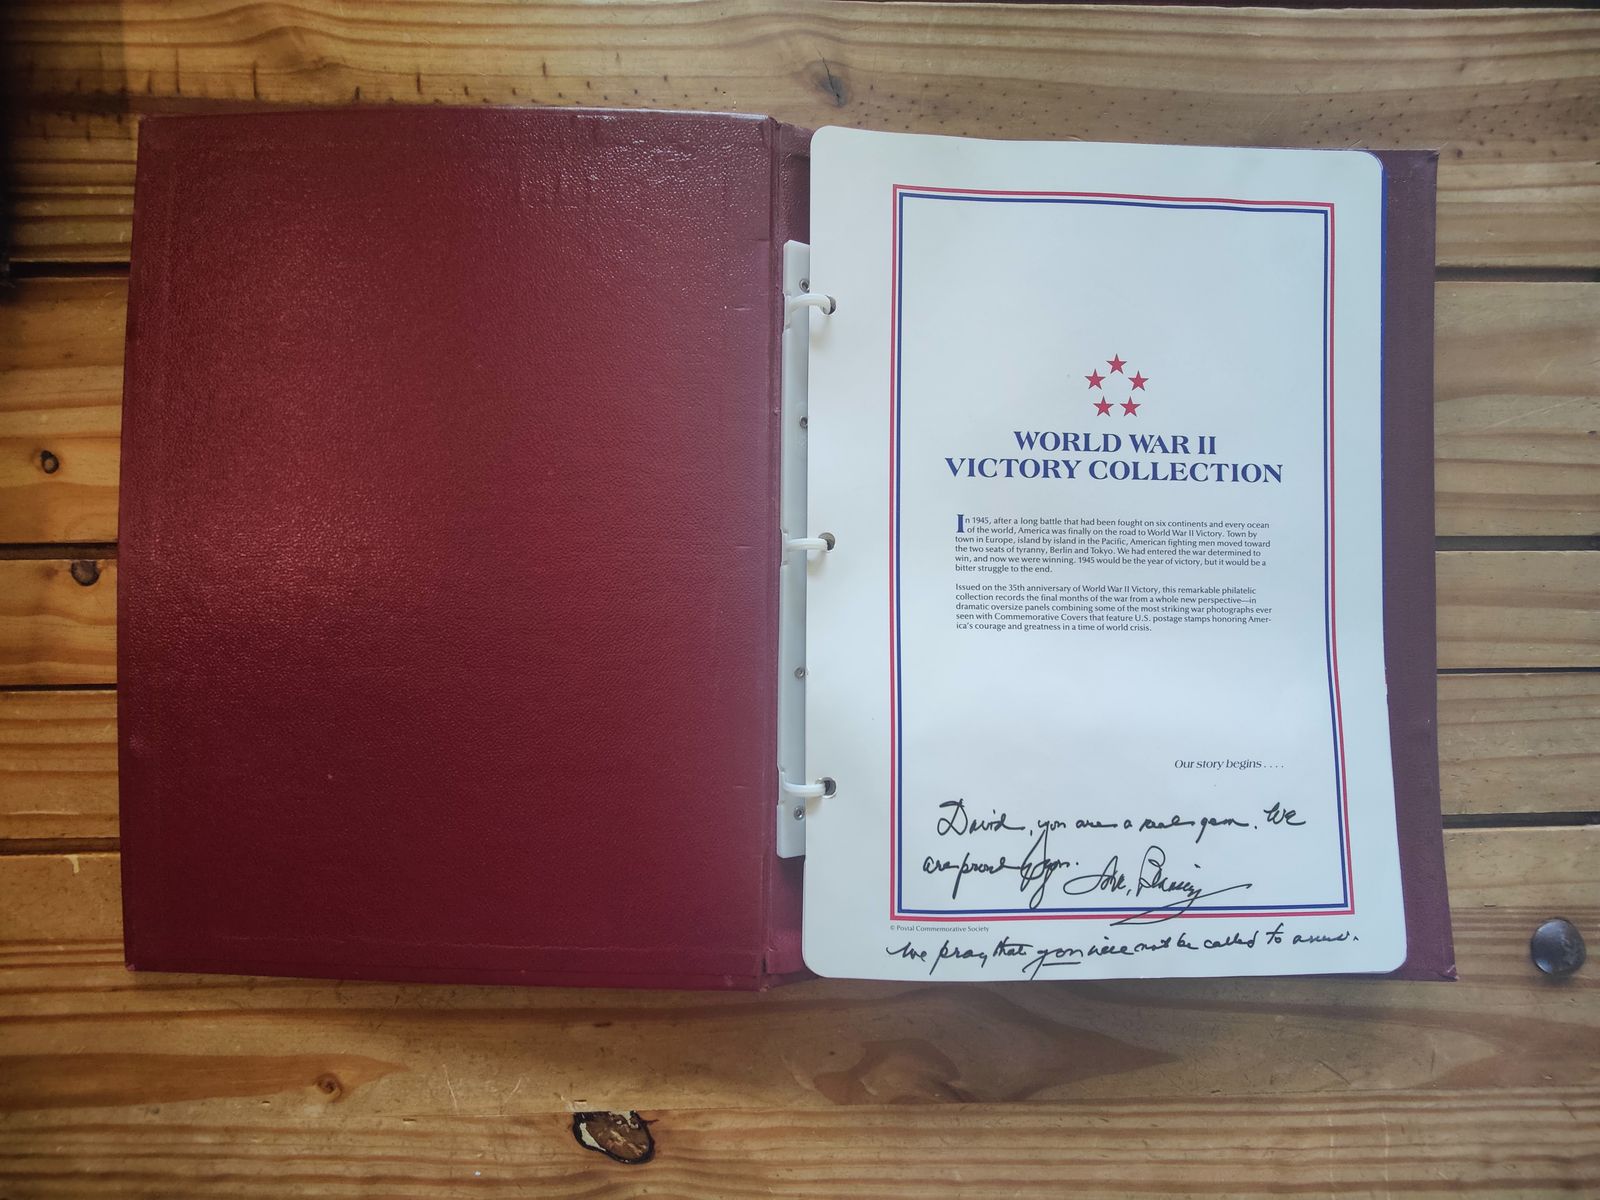 WORLD WAR II
VICTORY COLLECTION
In 1945, after a long battle that had been fought on six continents and every ocean
of the world, America was finally on the road to World War II Victory. Town by
town in Europe, island by island in the Pacific, American fighting men moved toward
the two seats of tyranny, Berlin and Tokyo. We had entered the war determined to
win, and now we were winning. 1945 would be the year of victory, but it would be a
bitter struggle to the end.
Issued on the 35th anniversary of World War II Victory, this remarkable philatelic
collection records the final months of the war from a whole new perspective—in
dramatic oversize panels combining some of the most striking war photographs ever
seen with Commemorative Covers that feature U.S. postage stamps honoring Amer-
ica's courage and greatness in a time of world crisis.
Our story begins . . . .
David, you are a real gem. We
are proud of you. Love,
© Postal Commemorative Society
We pray that you will not be called to